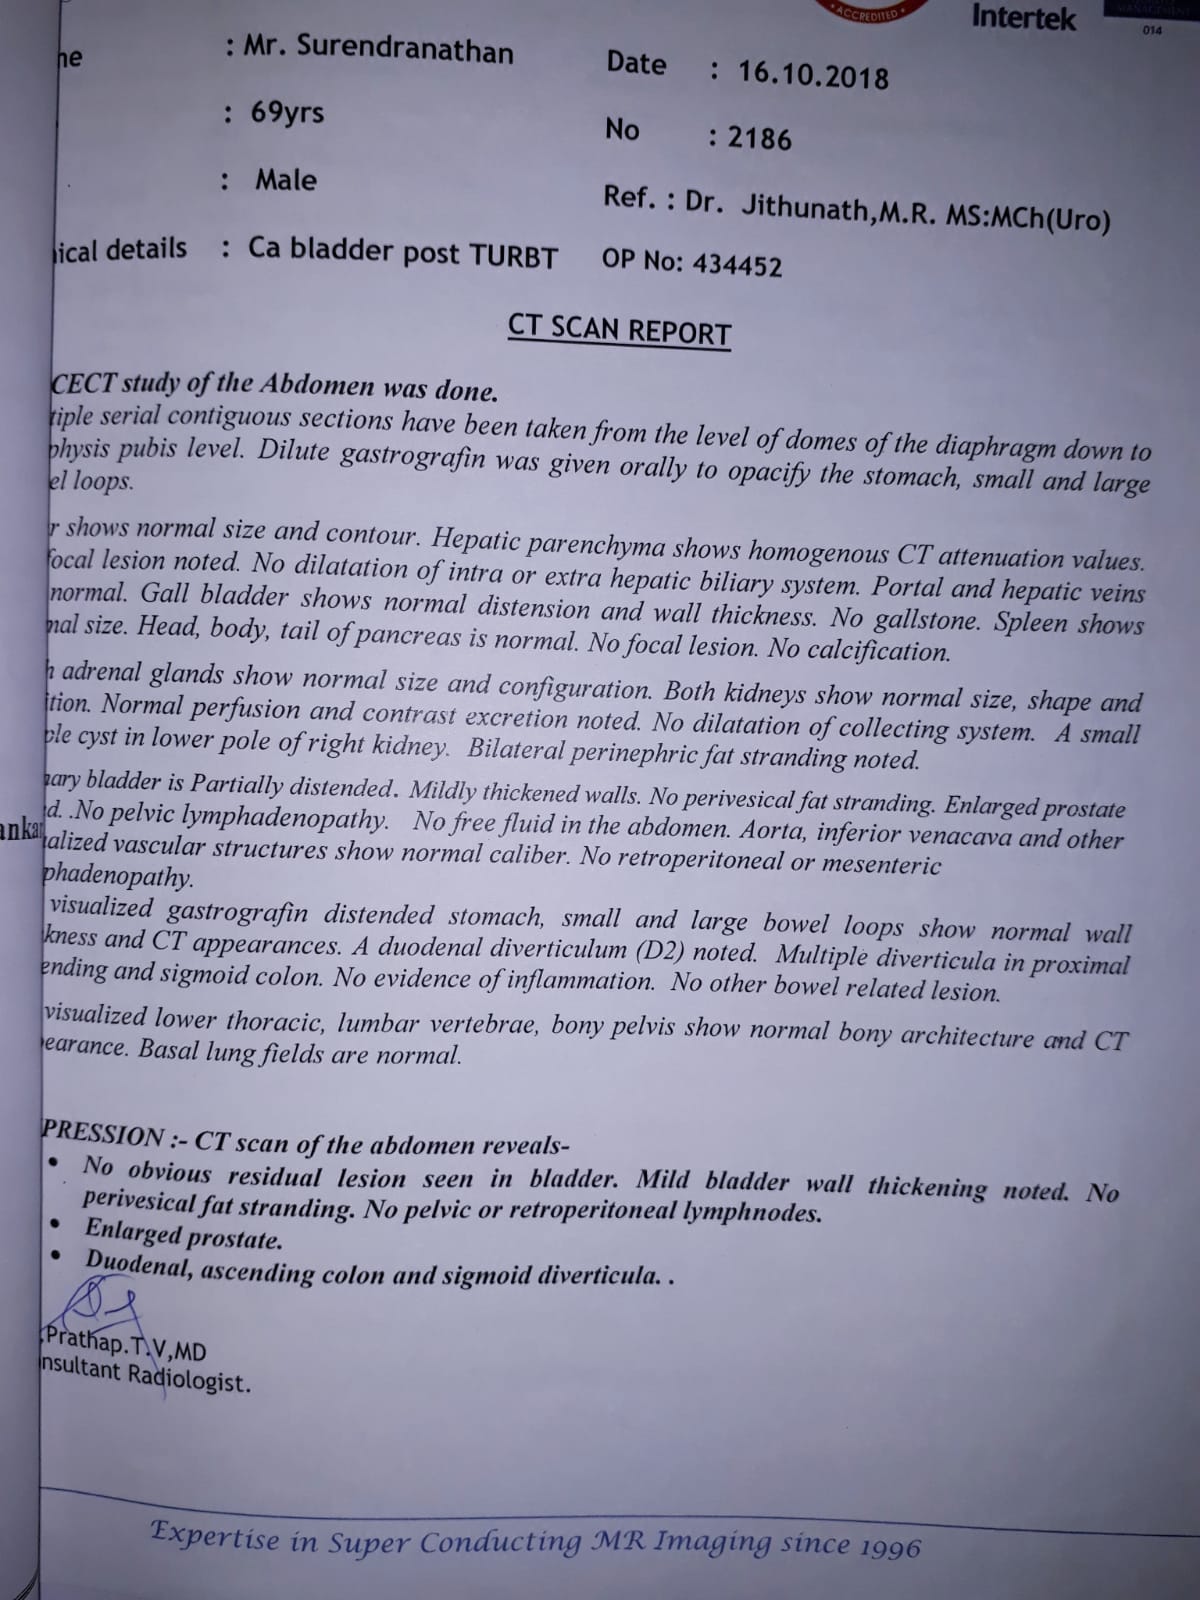 ACCREDITED
Intertek
MANAGEMENT
014
: Mr. Surendranathan Date : 16.10.2018
: 69yrs No : 2186
: Male Ref. : Dr. Jithunath,M.R. MS:MCh(Uro)
ical details : Ca bladder post TURBT OP No: 434452
CT SCAN REPORT
CECT study of the Abdomen was done.
tiple serial contiguous sections have been taken from the level of domes of the diaphragm down to
physis pubis level. Dilute gastrografin was given orally to opacify the stomach, small and large
el loops.
r shows normal size and contour. Hepatic parenchyma shows homogenous CT attenuation values.
focal lesion noted. No dilatation of intra or extra hepatic biliary system. Portal and hepatic veins
normal. Gall bladder shows normal distension and wall thickness. No gallstone. Spleen shows
mal size. Head, body, tail of pancreas is normal. No focal lesion. No calcification.
h adrenal glands show normal size and configuration. Both kidneys show normal size, shape and
ition. Normal perfusion and contrast excretion noted. No dilatation of collecting system. A small
ple cyst in lower pole of right kidney. Bilateral perinephric fat stranding noted.
nary bladder is Partially distended. Mildly thickened walls. No perivesical fat stranding. Enlarged prostate
d. .No pelvic lymphadenopathy. No free fluid in the abdomen. Aorta, inferior venacava and other
ankar
alized vascular structures show normal caliber. No retroperitoneal or mesenteric
phadenopathy.
visualized gastrografin distended stomach, small and large bowel loops show normal wall
kness and CT appearances. A duodenal diverticulum (D2) noted. Multiple diverticula in proximal
ending and sigmoid colon. No evidence of inflammation. No other bowel related lesion.
visualized lower thoracic, lumbar vertebrae, bony pelvis show normal bony architecture and CT
earance. Basal lung fields are normal.
PRESSION :- CT scan of the abdomen reveals-
• No obvious residual lesion seen in bladder. Mild bladder wall thickening noted. No
perivesical fat stranding. No pelvic or retroperitoneal lymphnodes.
• Enlarged prostate.
• Duodenal, ascending colon and sigmoid diverticula. .
.Prathap.T.V,MD
nsultant Radiologist.
Expertise in Super Conducting MR Imaging since 1996